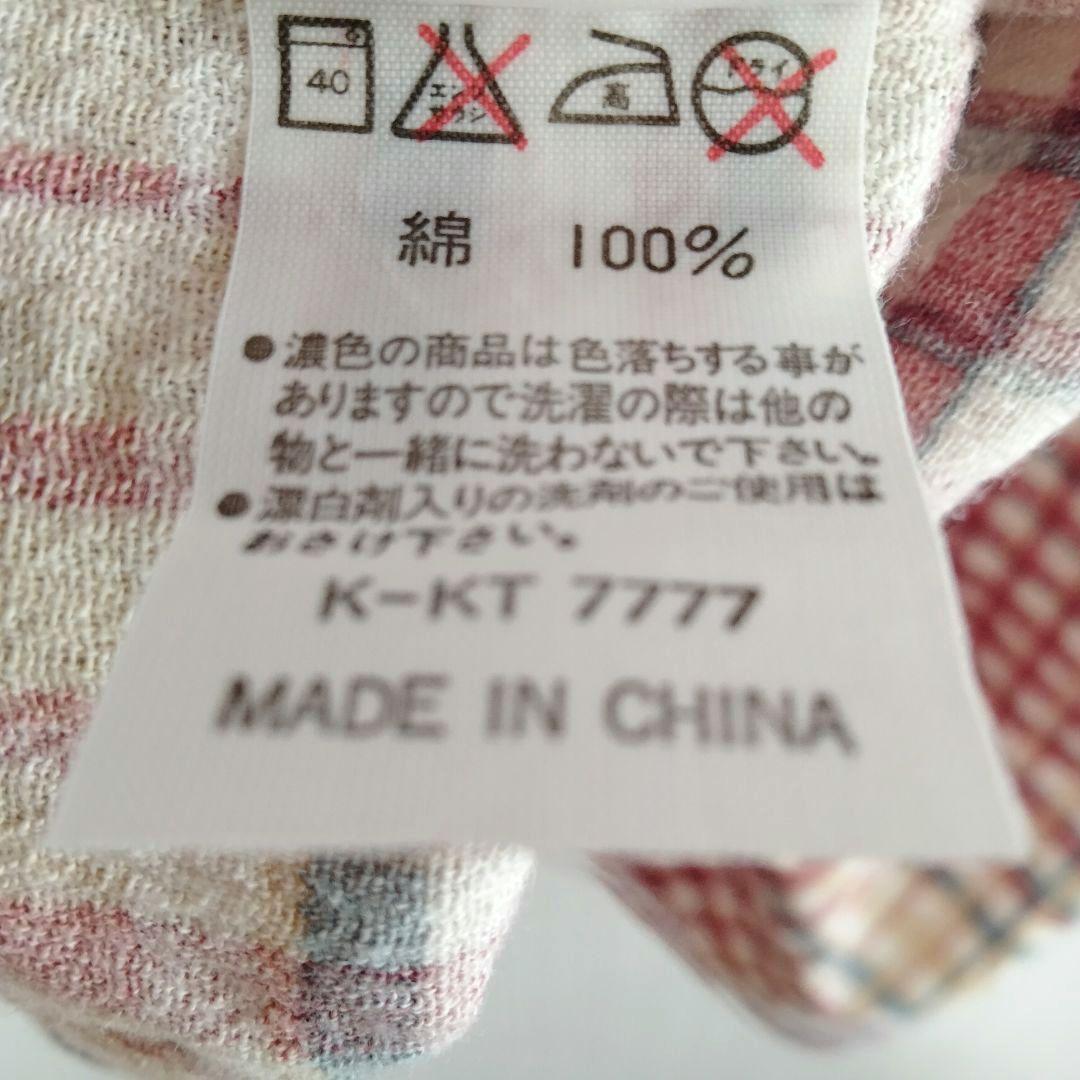 40 エンソ サラシ 高 ドライ
綿 100%
●濃色の商品は色落ちする事が
ありますので洗濯の際は他の
物と一緒に洗わないで下さい。
●漂白剤入りの洗剤のご使用は
おさけ下さい。
K-KT 7777
MADE IN CHINA